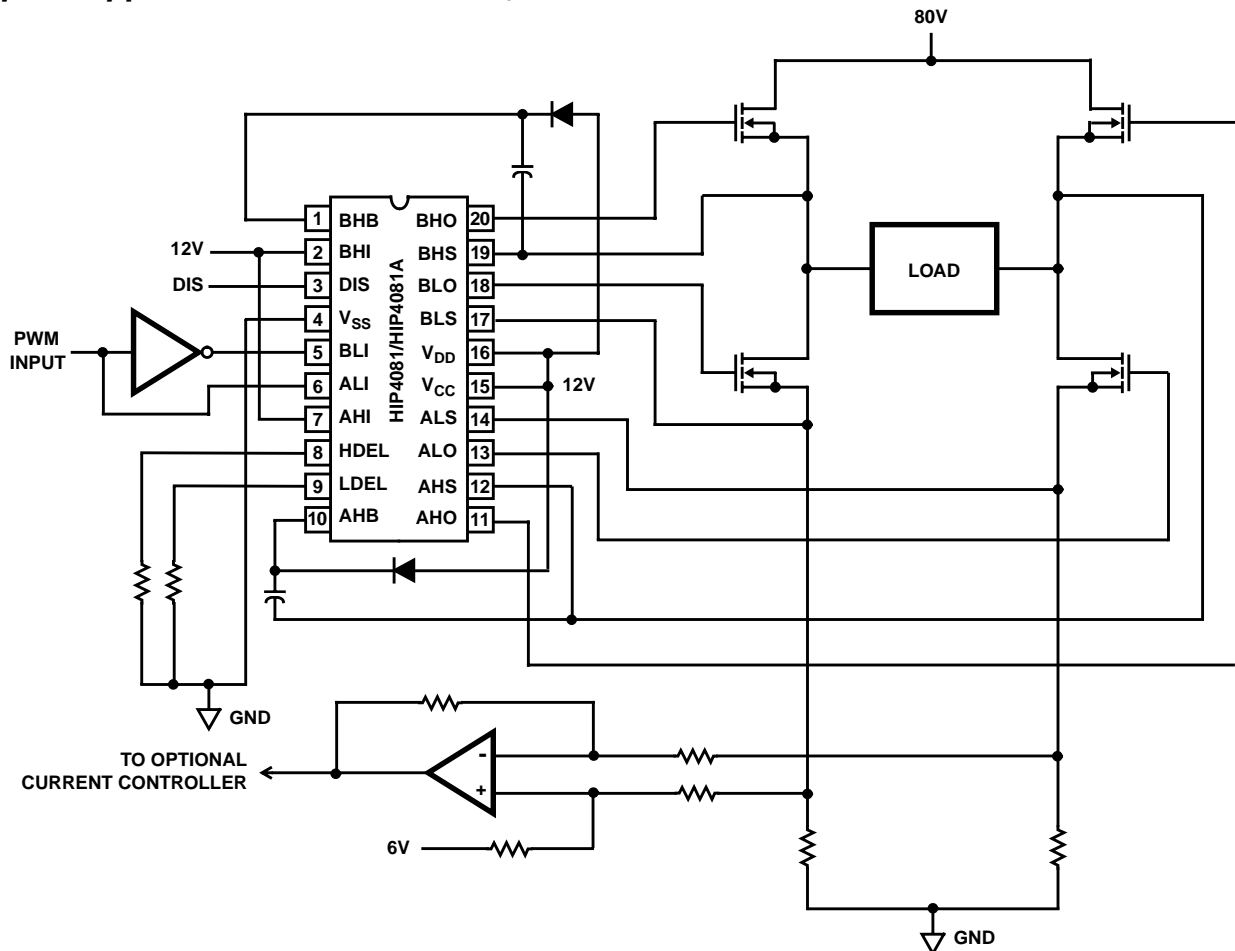 80V
1 BHB BHO 20
12V 2 BHI BHS 19
DIS 3 DIS BLO 18
4 VSS BLS 17
PWM
INPUT
5 BLI VDD 16
6 ALI VCC 15 12V
7 AHI ALS 14
8 HDEL ALO 13
9 LDEL AHS 12
10 AHB AHO 11
HIP4081/HIP4081A
LOAD
GND
TO OPTIONAL
CURRENT CONTROLLER
-
+
6V
GND